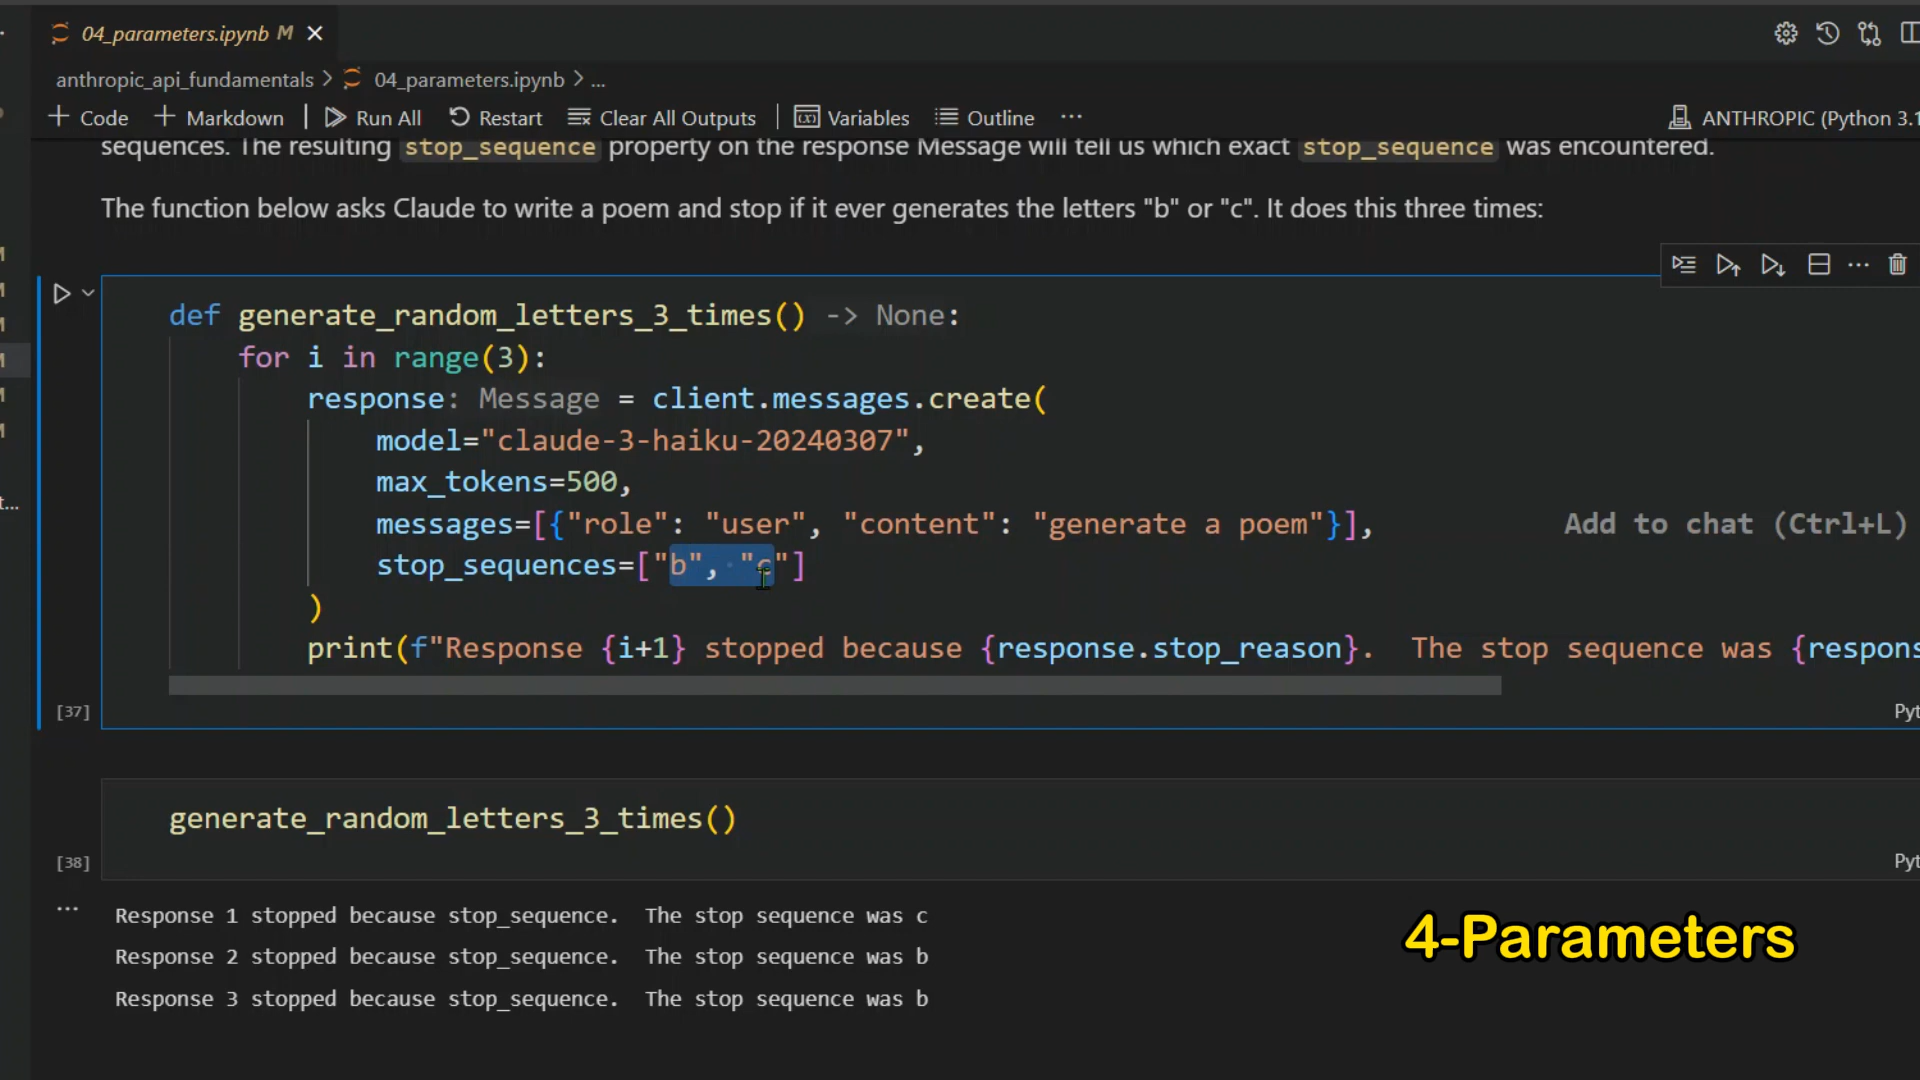 04_parameters.ipynb M
anthropic_api_fundamentals > 04_parameters.ipynb > ...
+ Code + Markdown | Run All Restart Clear All Outputs | Variables Outline ... ANTHROPIC (Python 3.1
sequences. The resulting stop_sequence property on the response Message will tell us which exact stop_sequence was encountered.
The function below asks Claude to write a poem and stop if it ever generates the letters "b" or "c". It does this three times:
def generate_random_letters_3_times() -> None:
for i in range(3):
response: Message = client.messages.create(
model="claude-3-haiku-20240307",
max_tokens=500,
messages=[{"role": "user", "content": "generate a poem"}], Add to chat (Ctrl+L)
stop_sequences=["b", "c"]
)
print(f"Response {i+1} stopped because {response.stop_reason}.  The stop sequence was {respons
[37]
Pyt
generate_random_letters_3_times()
[38]
Pyt
...
Response 1 stopped because stop_sequence.  The stop sequence was c
Response 2 stopped because stop_sequence.  The stop sequence was b
Response 3 stopped because stop_sequence.  The stop sequence was b
4-Parameters